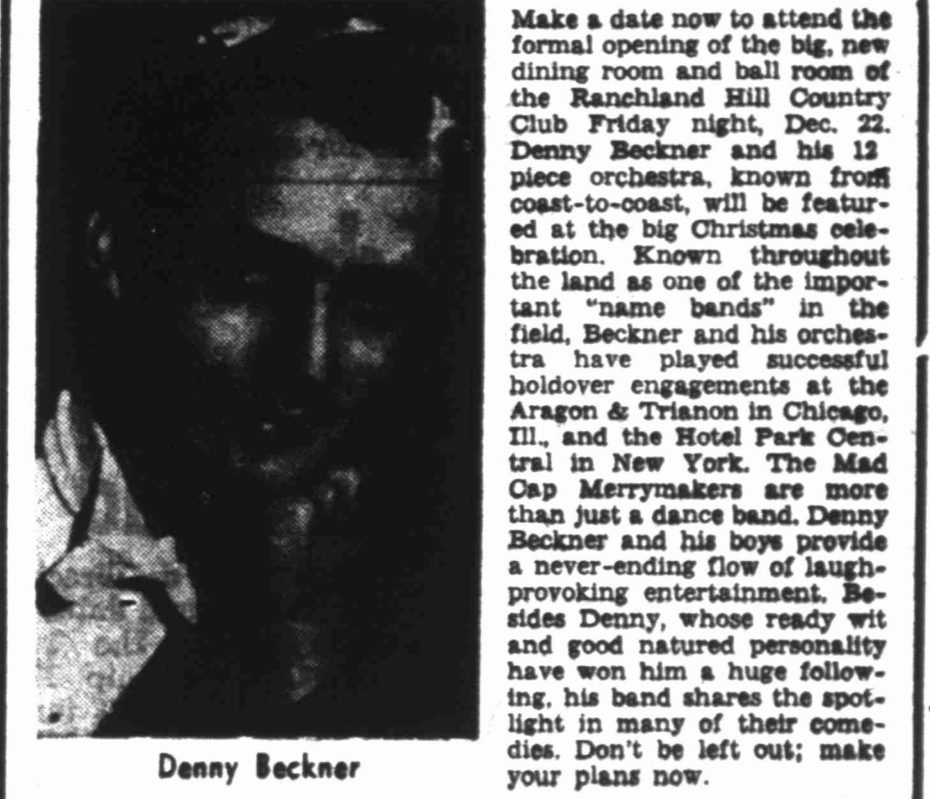 Make a date now to attend the
formal opening of the big, new
dining room and ball room of
the Ranchland Hill Country
Club Friday night, Dec. 22.
Denny Beckner and his 12
piece orchestra, known from
coast-to-coast, will be featur-
ed at the big Christmas cele-
bration. Known throughout
the land as one of the impor-
tant "name bands" in the
field, Beckner and his orches-
tra have played successful
holdover engagements at the
Aragon & Trianon in Chicago,
Ill., and the Hotel Park Cen-
tral in New York. The Mad
Cap Merrymakers are more
than just a dance band. Denny
Beckner and his boys provide
a never-ending flow of laugh-
provoking entertainment. Be-
sides Denny, whose ready wit
and good natured personality
have won him a huge follow-
ing, his band shares the spot-
light in many of their come-
dies. Don't be left out; make
your plans now.
Denny Beckner